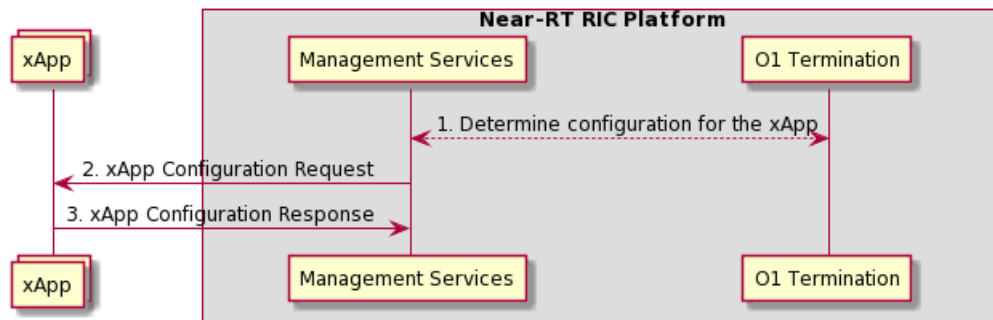 Near-RT RIC Platform
xApp
Management Services
O1 Termination
1. Determine configuration for the xApp
2. xApp Configuration Request
3. xApp Configuration Response
xApp
Management Services
O1 Termination